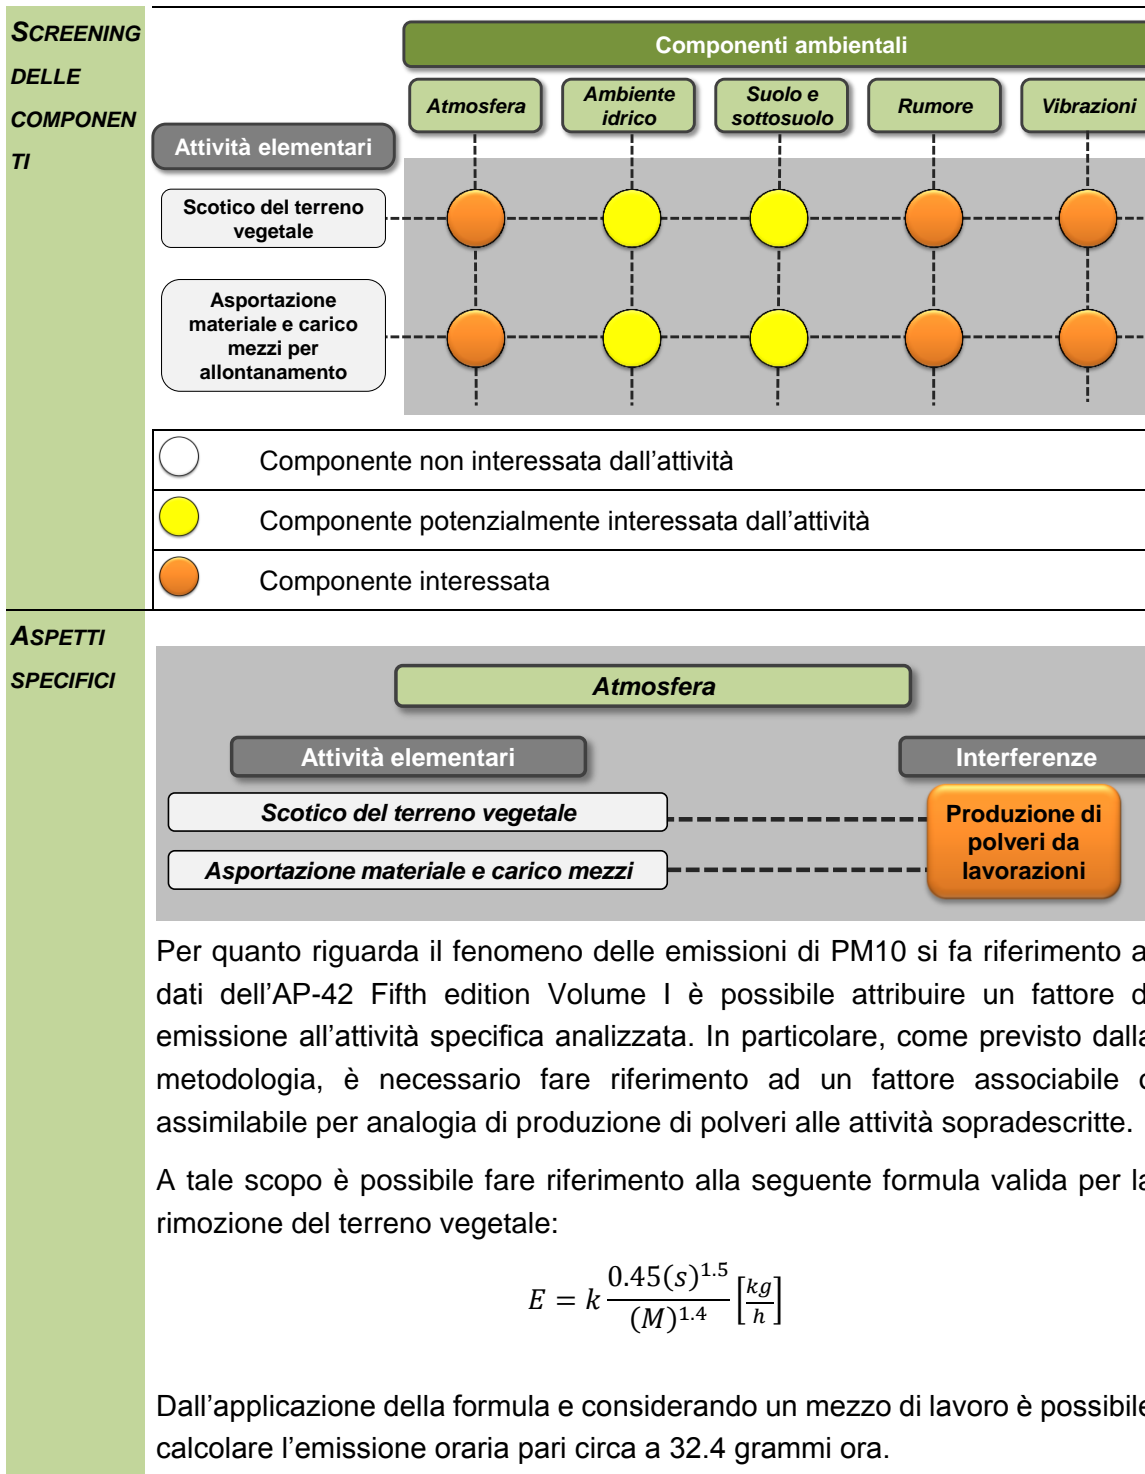 SCREENING
DELLE
COMPONEN
TI
Componenti ambientali
Atmosfera
Ambiente
idrico
Suolo e
sottosuolo
Rumore
Vibrazioni
Attività elementari
Scotico del terreno
vegetale
Asportazione
materiale e carico
mezzi per
allontanamento
Componente non interessata dall'attività
Componente potenzialmente interessata dall'attività
Componente interessata
ASPETTI
SPECIFICI
Atmosfera
Attività elementari
Interferenze
Scotico del terreno vegetale
Asportazione materiale e carico mezzi
Produzione di
polveri da
lavorazioni
Per quanto riguarda il fenomeno delle emissioni di PM10 si fa riferimento a
dati dell'AP-42 Fifth edition Volume I è possibile attribuire un fattore d
emissione all'attività specifica analizzata. In particolare, come previsto dalla
metodologia, è necessario fare riferimento ad un fattore associabile o
assimilabile per analogia di produzione di polveri alle attività sopradescritte.
A tale scopo è possibile fare riferimento alla seguente formula valida per la
rimozione del terreno vegetale:
E = k 0.45(s)^1.5 / (M)^1.4 [kg/h]
Dall'applicazione della formula e considerando un mezzo di lavoro è possibile
calcolare l'emissione oraria pari circa a 32.4 grammi ora.